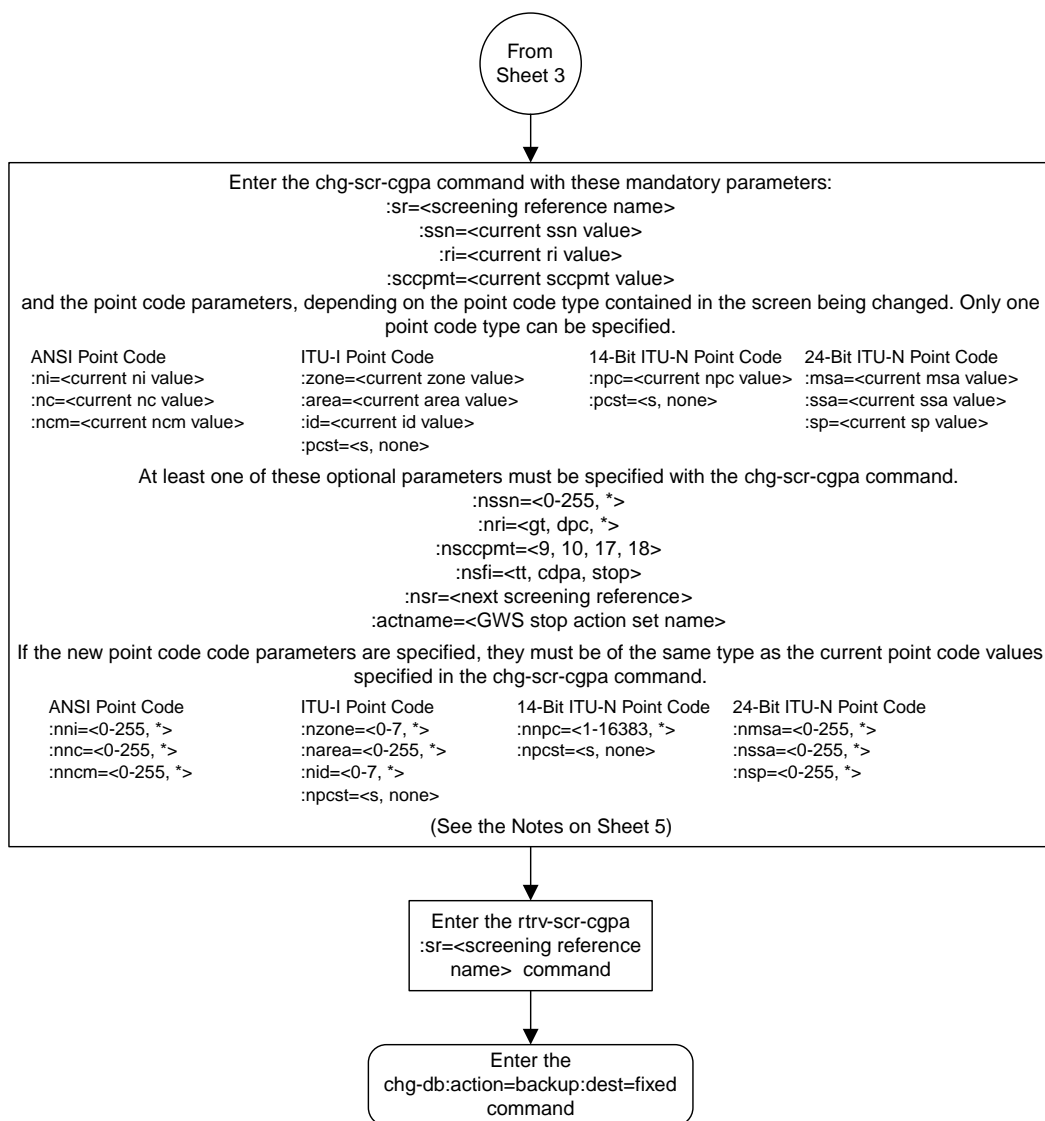 From
Sheet 3
Enter the chg-scr-cgpa command with these mandatory parameters:
:sr=<screening reference name>
:ssn=<current ssn value>
:ri=<current ri value>
:sccpmt=<current sccpmt value>
and the point code parameters, depending on the point code type contained in the screen being changed. Only one
point code type can be specified.
ANSI Point Code
:ni=<current ni value>
:nc=<current nc value>
:ncm=<current ncm value>
ITU-I Point Code
:zone=<current zone value>
:area=<current area value>
:id=<current id value>
:pcst=<s, none>
14-Bit ITU-N Point Code
:npc=<current npc value>
:pcst=<s, none>
24-Bit ITU-N Point Code
:msa=<current msa value>
:ssa=<current ssa value>
:sp=<current sp value>
At least one of these optional parameters must be specified with the chg-scr-cgpa command.
:nssn=<0-255, *>
:nri=<gt, dpc, *>
:nsccpmt=<9, 10, 17, 18>
:nsfi=<tt, cdpa, stop>
:nsr=<next screening reference>
:actname=<GWS stop action set name>
If the new point code code parameters are specified, they must be of the same type as the current point code values
specified in the chg-scr-cgpa command.
ANSI Point Code
:nni=<0-255, *>
:nnc=<0-255, *>
:nncm=<0-255, *>
ITU-I Point Code
:nzone=<0-7, *>
:narea=<0-255, *>
:nid=<0-7, *>
:npcst=<s, none>
14-Bit ITU-N Point Code
:nnpc=<1-16383, *>
:npcst=<s, none>
24-Bit ITU-N Point Code
:nmsa=<0-255, *>
:nssa=<0-255, *>
:nsp=<0-255, *>
(See the Notes on Sheet 5)
Enter the rtrv-scr-cgpa
:sr=<screening reference
name> command
Enter the
chg-db:action=backup:dest=fixed
command